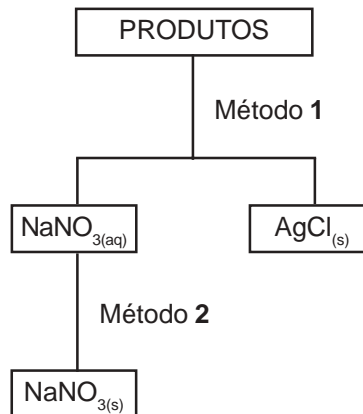 PRODUTOS
Método 1
NaNO3(aq)
AgCl(s)
Método 2
NaNO3(s)